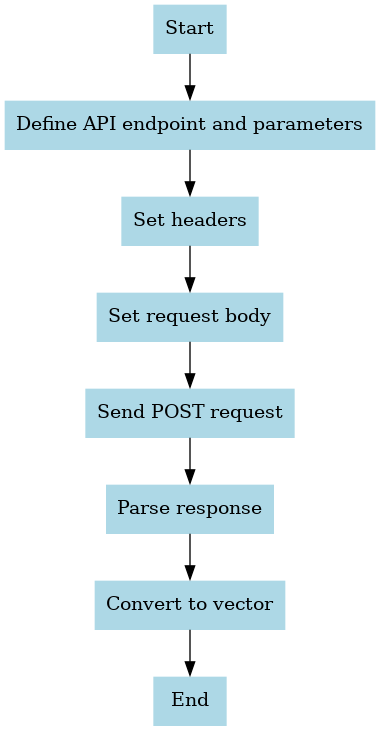 Start
Define API endpoint and parameters
Set headers
Set request body
Send POST request
Parse response
Convert to vector
End